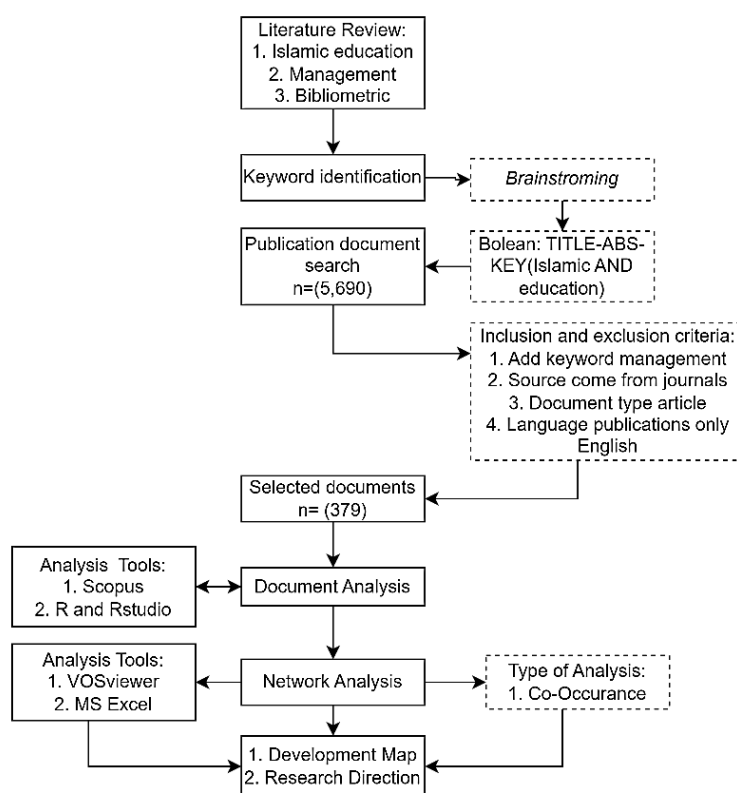 Literature Review:
1. Islamic education
2. Management
3. Bibliometric
Keyword identification
Brainstroming
Bolean: TITLE-ABS-
KEY(Islamic AND
education)
Publication document
search
n=(5,690)
Inclusion and exclusion criteria:
1. Add keyword management
2. Source come from journals
3. Document type article
4. Language publications only
English
Selected documents
n= (379)
Analysis Tools:
1. Scopus
2. R and Rstudio
Document Analysis
Analysis Tools:
1. VOSviewer
2. MS Excel
Network Analysis
Type of Analysis:
1. Co-Occurance
1. Development Map
2. Research Direction